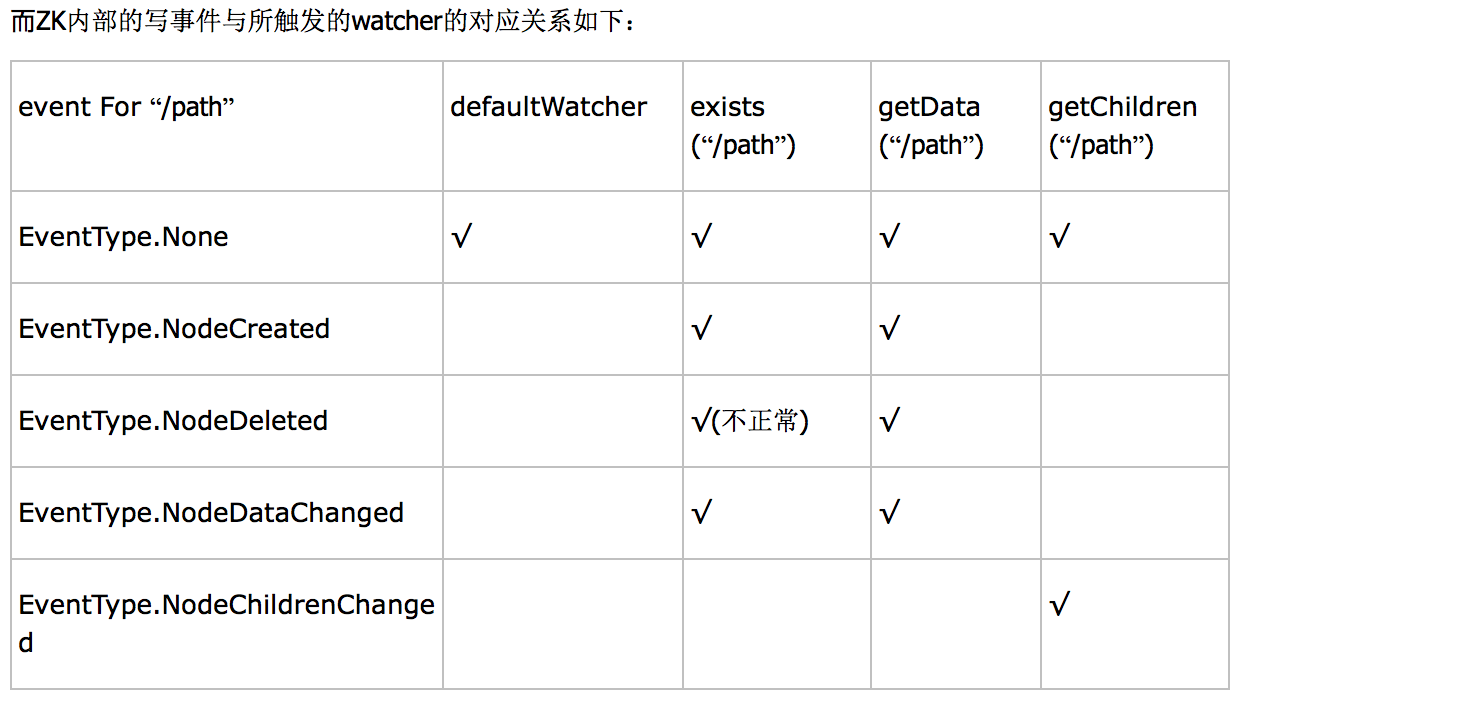 而ZK内部的写事件与所触发的watcher的对应关系如下：
event For “/path” defaultWatcher exists getData getChildren
(“/path”) (“/path”) (“/path”)
EventType.None √ √ √ √
EventType.NodeCreated √ √
EventType.NodeDeleted √(不正常) √
EventType.NodeDataChanged √ √
EventType.NodeChildrenChange √
d